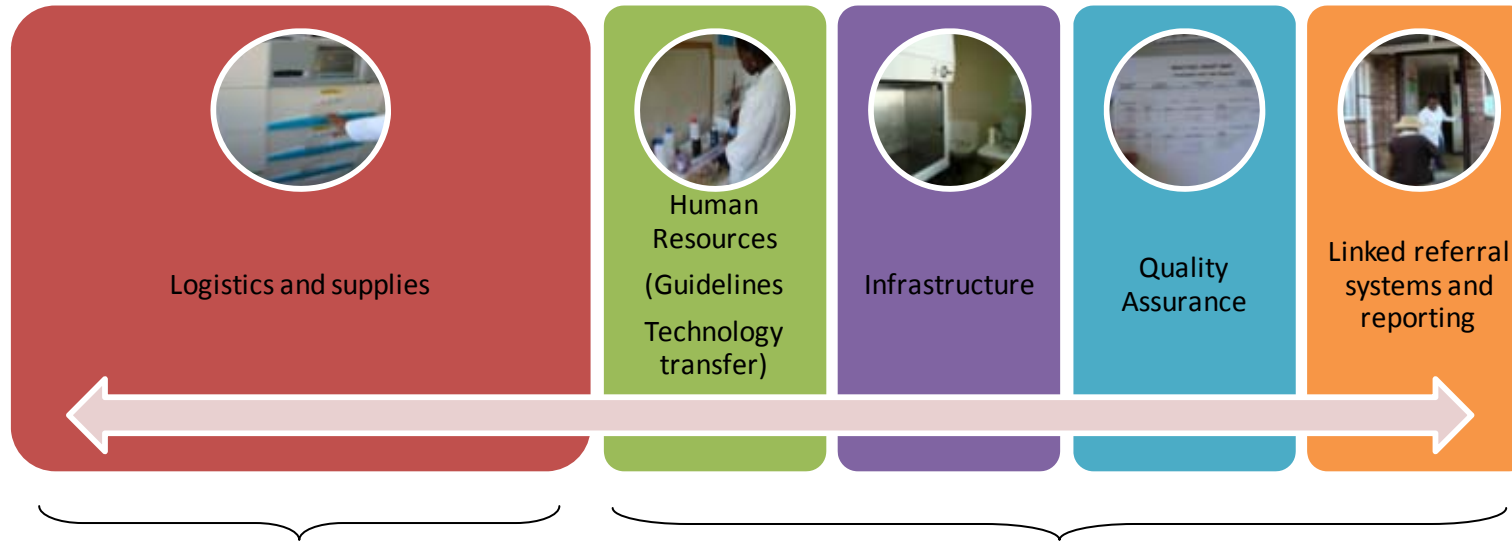 Logistics and supplies
Human
Resources
(Guidelines
Technology
transfer)
Infrastructure
Quality
Assurance
Linked referral
systems and
reporting